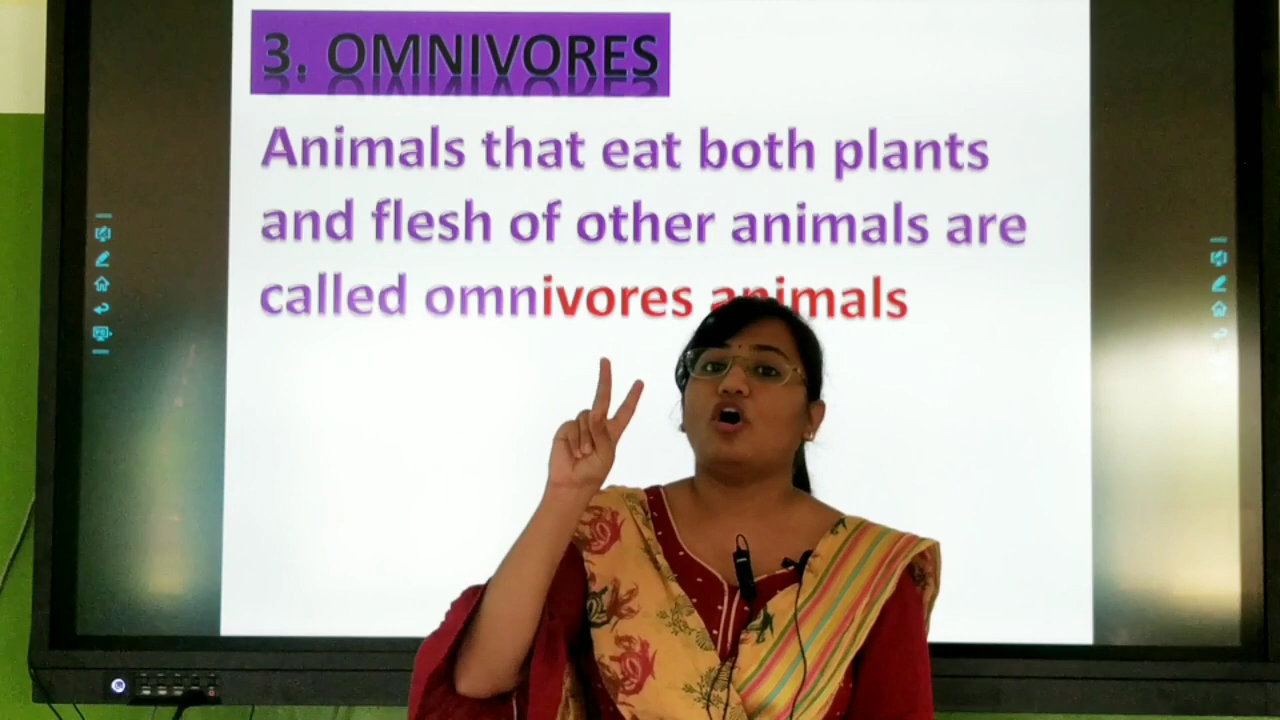 3. OMNIVORES
Animals that eat both plants
and flesh of other animals are
called omnivores animals